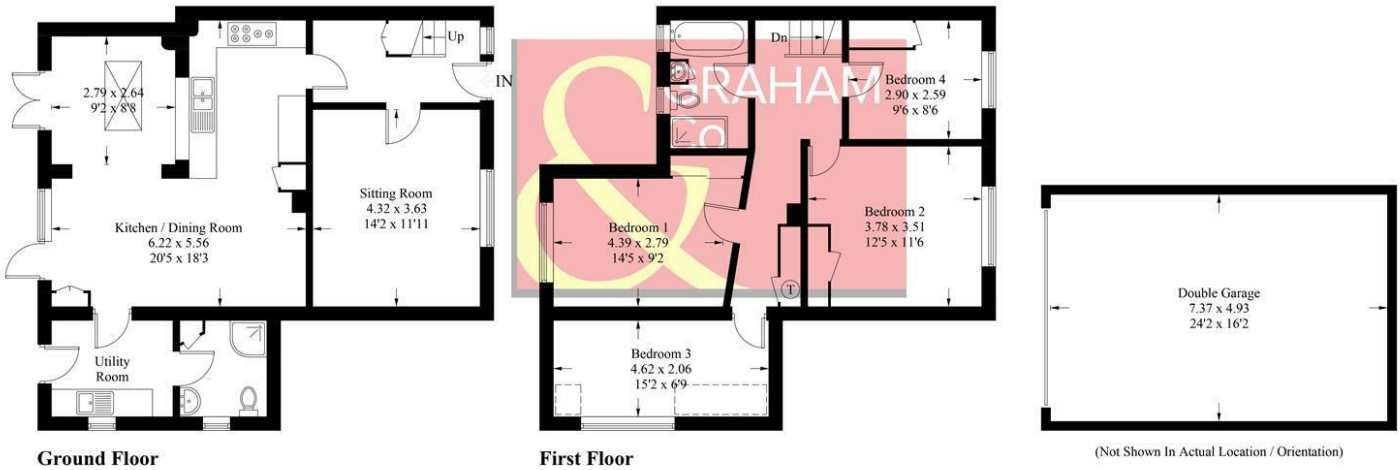 2.79 x 2.64
9'2 x 8'8
Up
IN
Sitting Room
4.32 x 3.63
14'2 x 11'11
Kitchen / Dining Room
6.22 x 5.56
20'5 x 18'3
Utility
Room
Ground Floor
Dn
GRAHAM
& Co
Bedroom 4
2.90 x 2.59
9'6 x 8'6
Bedroom 1
4.39 x 2.79
14'5 x 9'2
Bedroom 2
3.78 x 3.51
12'5 x 11'6
T
Bedroom 3
4.62 x 2.06
15'2 x 6'9
First Floor
Double Garage
7.37 x 4.93
24'2 x 16'2
(Not Shown In Actual Location / Orientation)